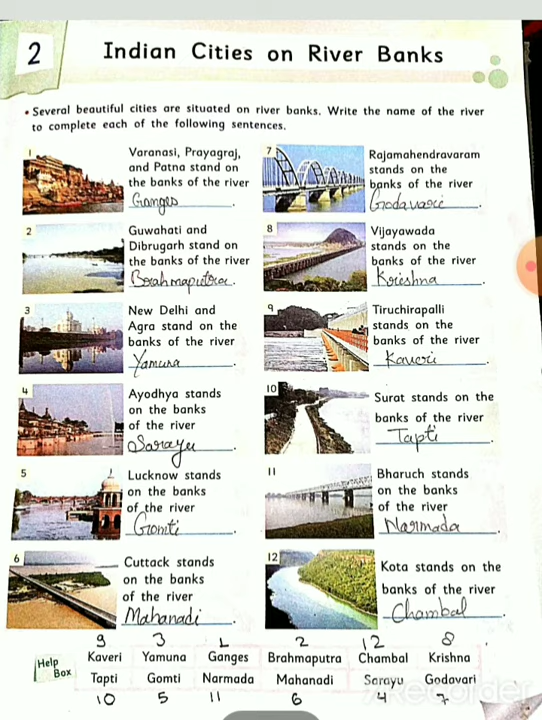 2
Indian Cities on River Banks
• Several beautiful cities are situated on river banks. Write the name of the river
to complete each of the following sentences.
1
Varanasi, Prayagraj,
and Patna stand on
the banks of the river
Ganges.
2
Guwahati and
Dibrugarh stand on
the banks of the river
Brahmaputra.
3
New Delhi and
Agra stand on the
banks of the river
Yamuna.
4
Ayodhya stands
on the banks
of the river
Sarayu.
5
Lucknow stands
on the banks
of the river
Gomti.
6
Cuttack stands
on the banks
of the river
Mahanadi.
7
Rajamahendravaram
stands on the
banks of the river
Godavari.
8
Vijayawada
stands on the
banks of the river
Krishna.
9
Tiruchirapalli
stands on the
banks of the river
Kaveri.
10
Surat stands on the
banks of the river
Tapti.
11
Bharuch stands
on the banks
of the river
Narmada.
12
Kota stands on the
banks of the river
Chambal.
9 3 1 2 12 8
Help
Box
Kaveri Yamuna Ganges Brahmaputra Chambal Krishna
Tapti Gomti Narmada Mahanadi Sarayu Godavari
10 5 11 6 4 7